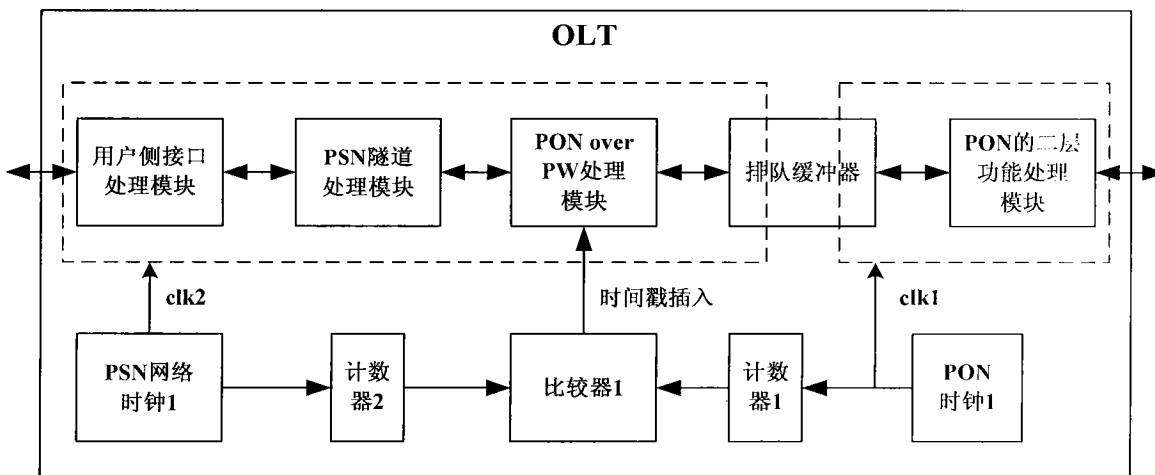 OLT
用户侧接口
处理模块
PSN隧道
处理模块
PON over
PW处理
模块
排队缓冲器
PON的二层
功能处理
模块
clk2
时间戳插入
clk1
PSN网络
时钟1
计数
器2
比较器1
计数
器1
PON
时钟1